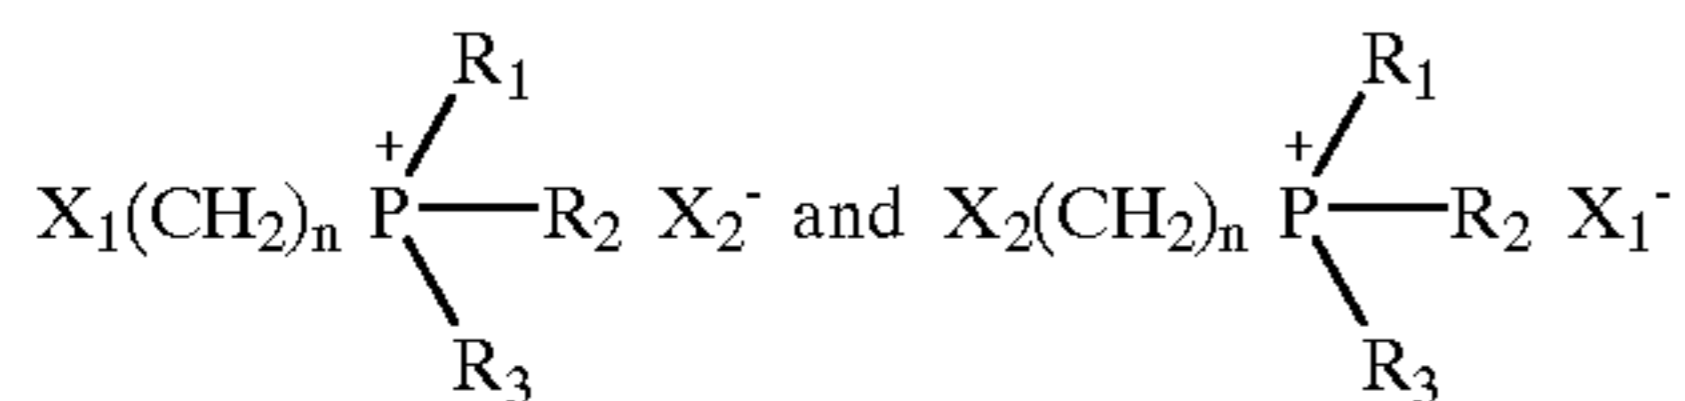 R₁ R₁
+ +
X₁(CH₂)ₙ P—R₂ X₂⁻ and X₂(CH₂)ₙ P—R₂ X₁⁻
R₃ R₃